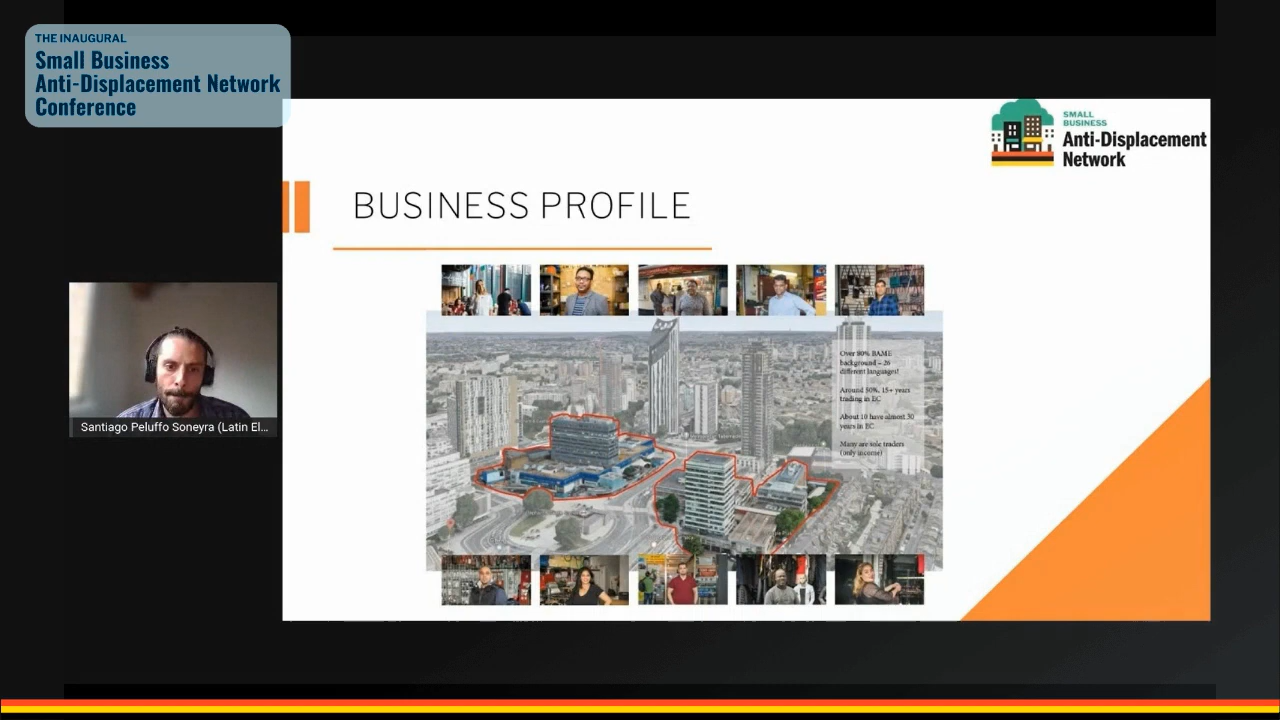 THE INAUGURAL
Small Business
Anti-Displacement Network
Conference
SMALL
BUSINESS
Anti-Displacement
Network
BUSINESS PROFILE
Over 90% BAME
background – 26
different languages!
Around 50%, 15+ years
trading in EC
About 10 have almost 30
years in EC
Many are sole traders
(only income)
Santiago Peluffo Soneyra (Latin El...